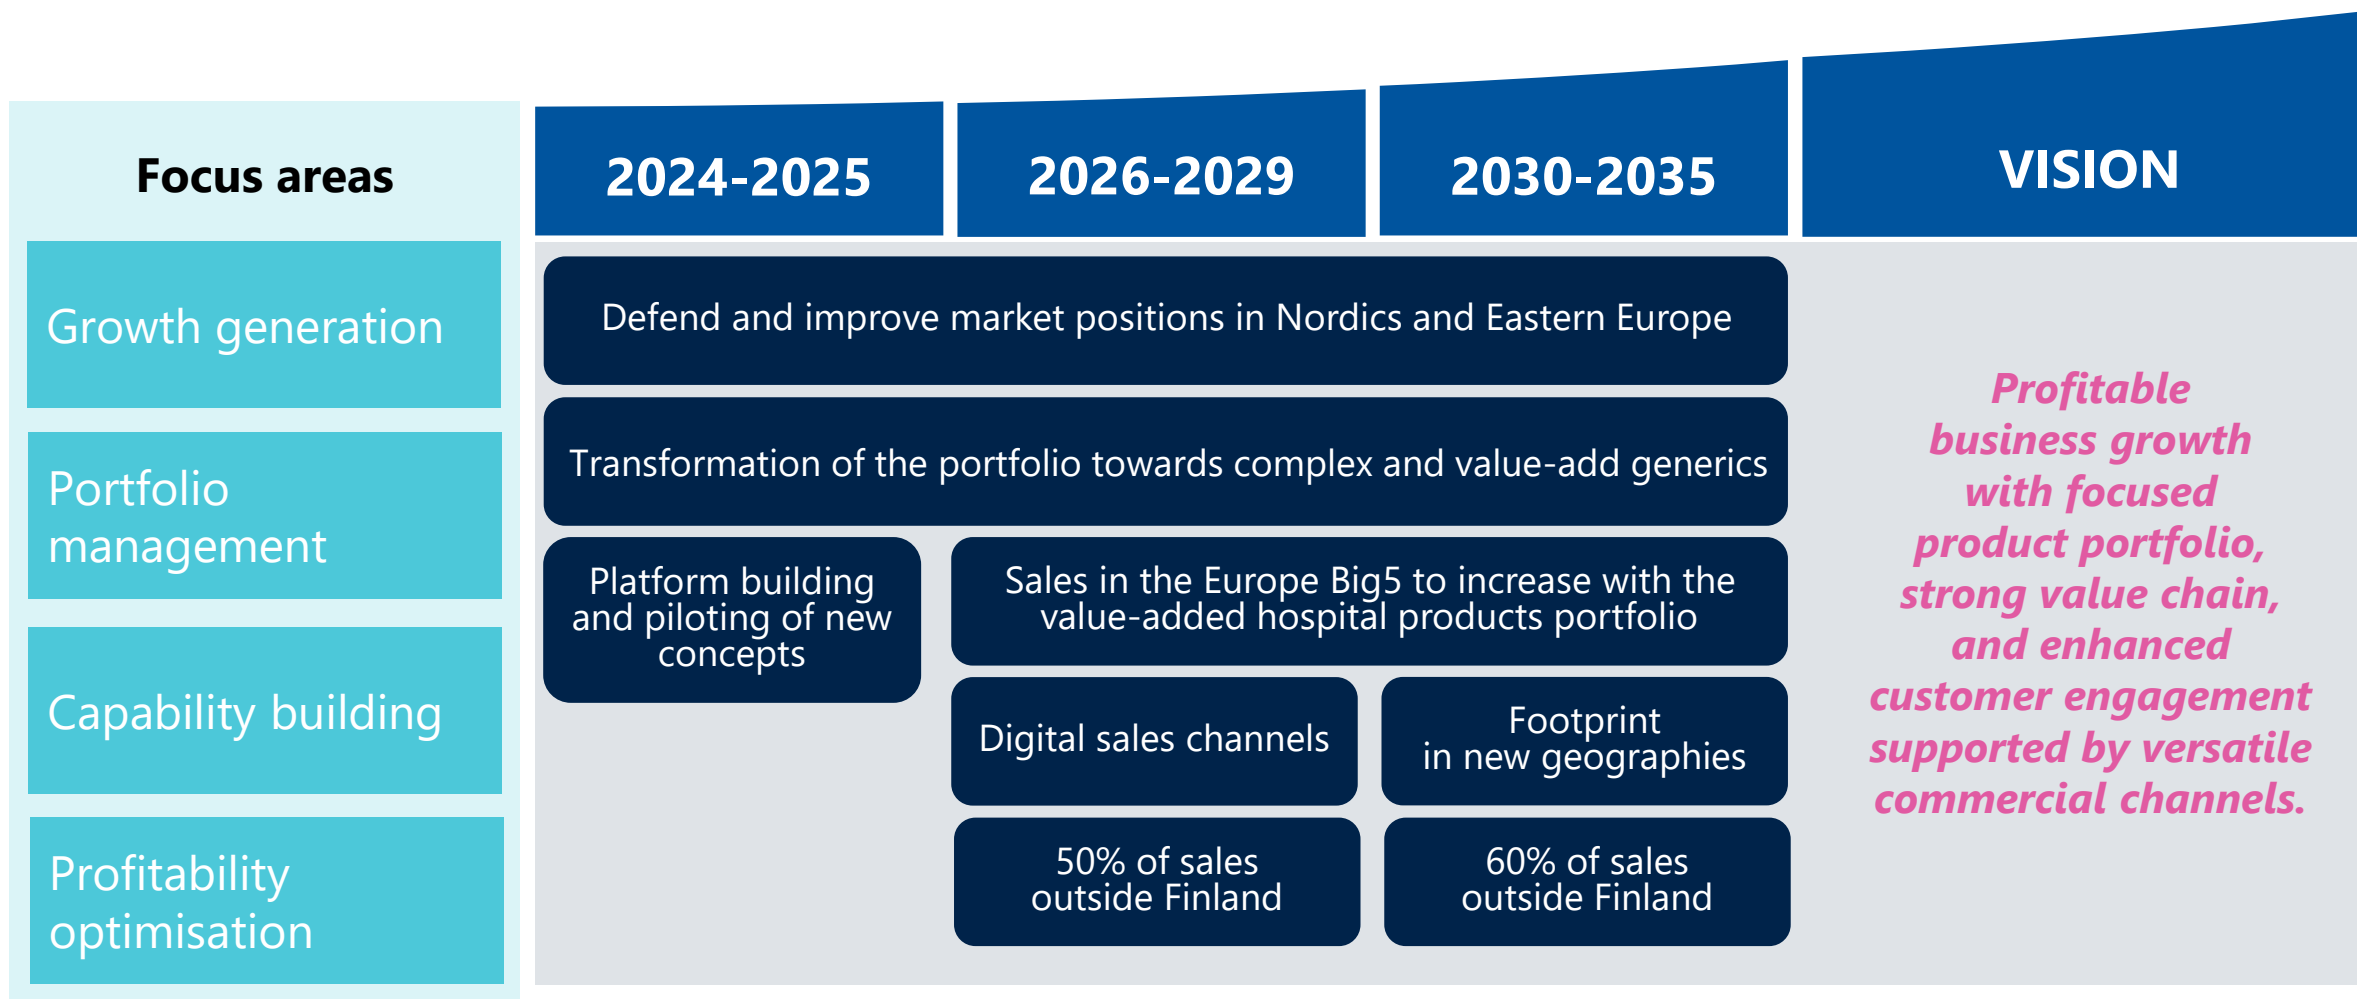 Focus areas
2024-2025
2026-2029
2030-2035
VISION
Growth generation
Portfolio
management
Capability building
Profitability
optimisation
Defend and improve market positions in Nordics and Eastern Europe
Transformation of the portfolio towards complex and value-add generics
Platform building
and piloting of new
concepts
Sales in the Europe Big5 to increase with the
value-added hospital products portfolio
Digital sales channels
Footprint
in new geographies
50% of sales
outside Finland
60% of sales
outside Finland
Profitable
business growth
with focused
product portfolio,
strong value chain,
and enhanced
customer engagement
supported by versatile
commercial channels.